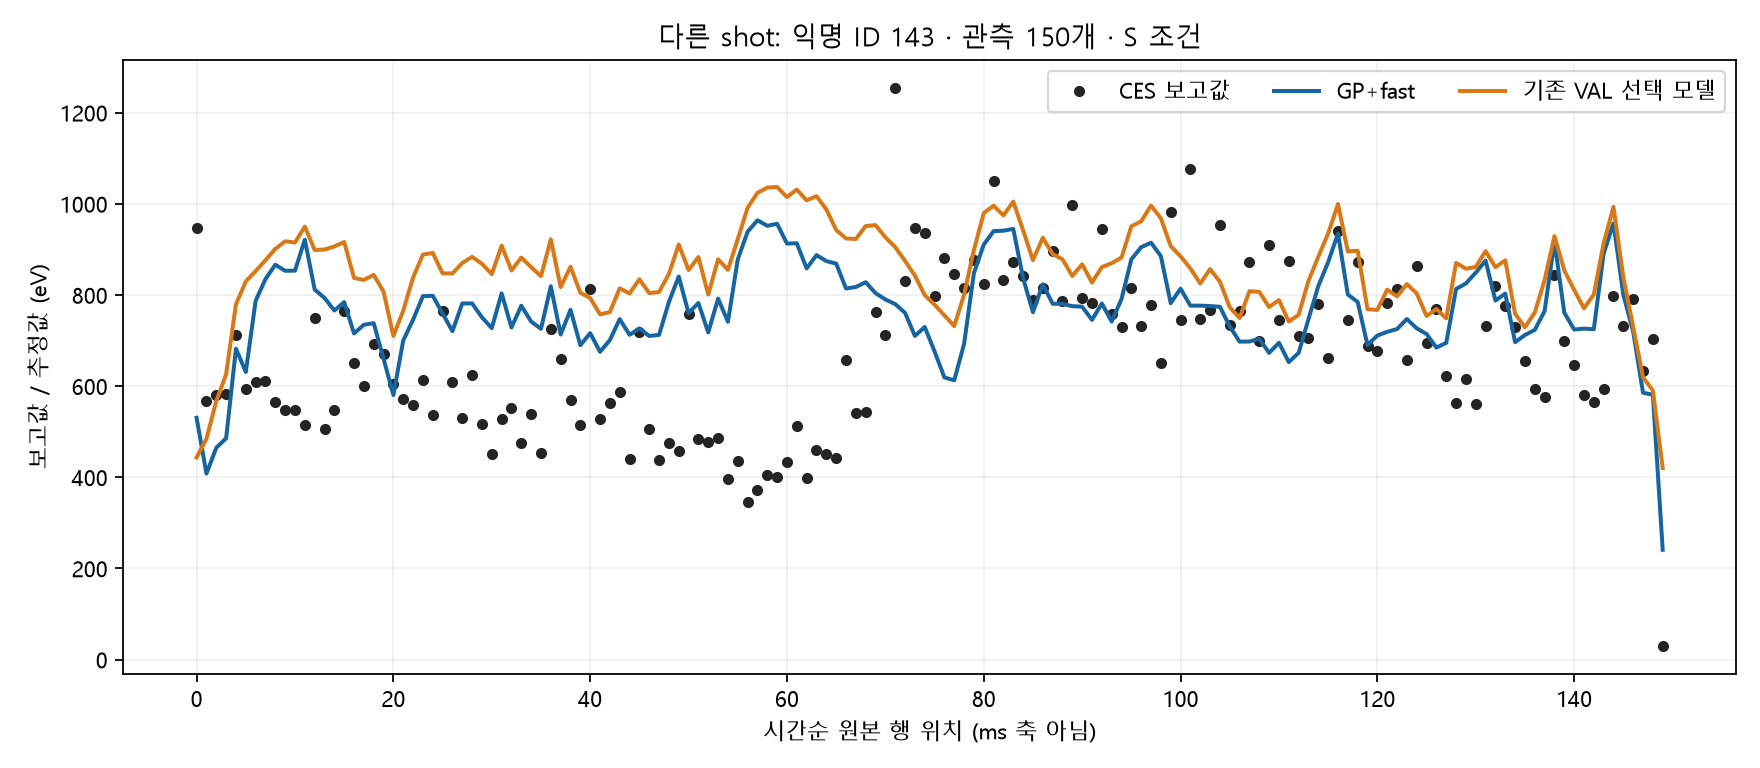 다른 shot: 익명 ID 143 · 관측 150개 · S 조건
CES 보고값
GP+fast
기존 VAL 선택 모델
보고값 / 추정값 (eV)
1200
1000
800
600
400
200
0
0 20 40 60 80 100 120 140
시간순 원본 행 위치 (ms 축 아님)